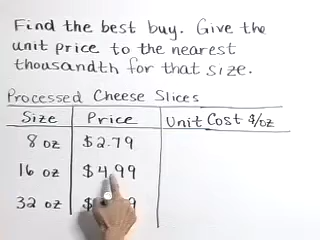 Find the best buy. Give the
unit price to the nearest
thousandth for that size.
Processed Cheese Slices
Size Price Unit Cost $/oz
8 oz $2.79
16 oz $4.99
32 oz